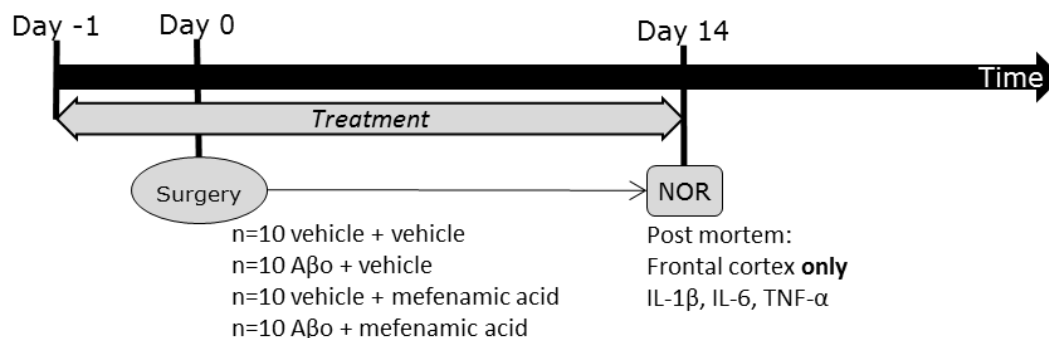 Day -1
Day 0
Day 14
Time
Treatment
Surgery
NOR
n=10 vehicle + vehicle
n=10 Aβo + vehicle
n=10 vehicle + mefenamic acid
n=10 Aβo + mefenamic acid
Post mortem:
Frontal cortex only
IL-1β, IL-6, TNF-α